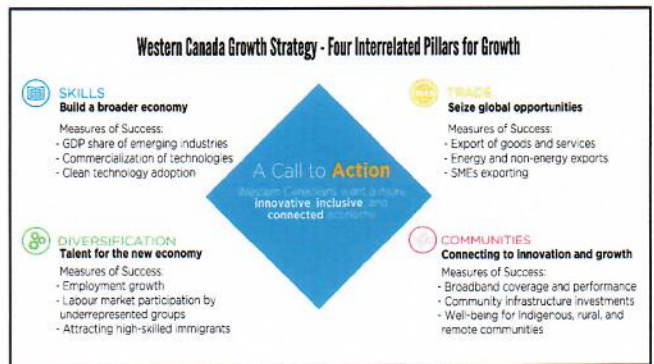 Western Canada Growth Strategy - Four Interrelated Pillars for Growth
SKILLS
Build a broader economy
Measures of Success:
- GDP share of emerging industries
- Commercialization of technologies
- Clean technology adoption
TRADE
Seize global opportunities
Measures of Success:
- Export of goods and services
- Energy and non-energy exports
- SMEs exporting
A Call to Action
Western Canadians want a more
innovative inclusive and
connected economy
DIVERSIFICATION
Talent for the new economy
Measures of Success:
- Employment growth
- Labour market participation by
underrepresented groups
- Attracting high-skilled immigrants
COMMUNITIES
Connecting to innovation and growth
Measures of Success:
- Broadband coverage and performance
- Community infrastructure investments
- Well-being for Indigenous, rural, and
remote communities